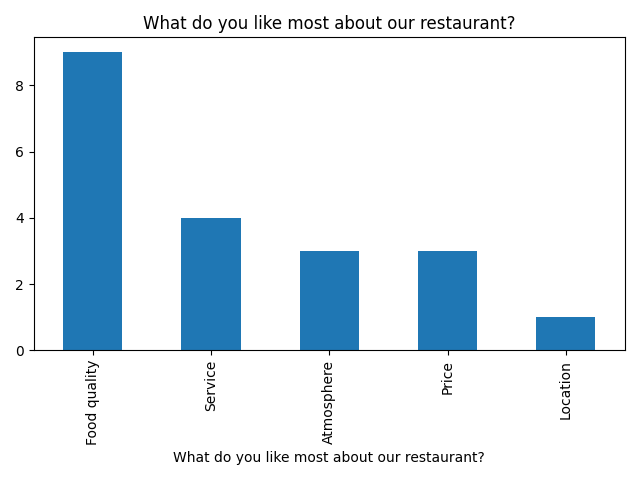 What do you like most about our restaurant?
8
6
4
2
0
Food quality
Service
Atmosphere
Price
Location
What do you like most about our restaurant?